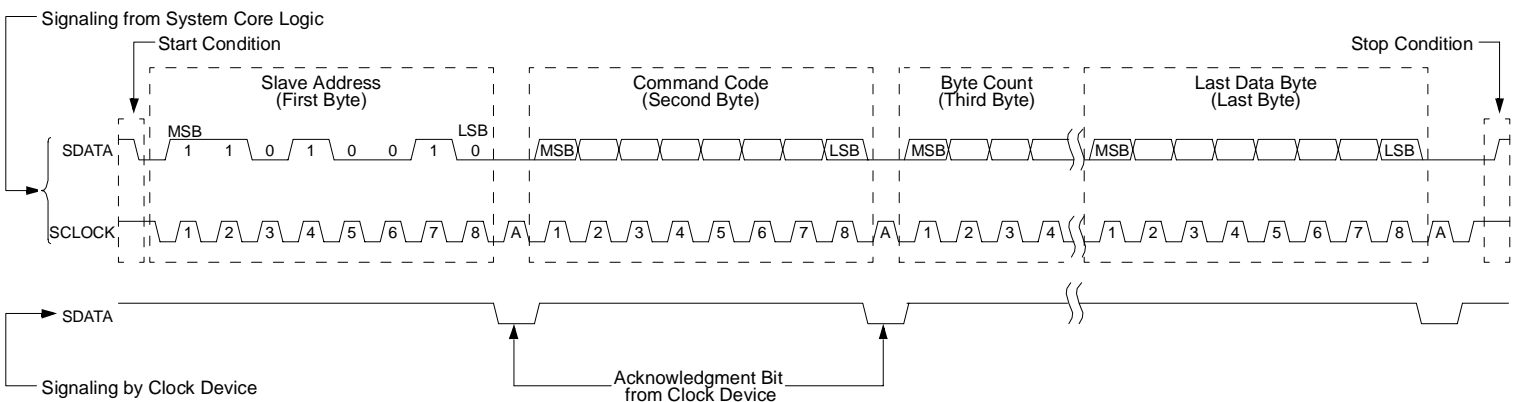 Signaling from System Core Logic
Start Condition
Stop Condition
Slave Address
(First Byte)
Command Code
(Second Byte)
Byte Count
(Third Byte)
Last Data Byte
(Last Byte)
MSB
LSB
SDATA
1 1 0 1 0 0 1 0
MSB
LSB
MSB
MSB
LSB
SCLOCK
1 2 3 4 5 6 7 8 A 1 2 3 4 5 6 7 8 A 1 2 3 4 1 2 3 4 5 6 7 8 A
SDATA
Signaling by Clock Device
Acknowledgment Bit
from Clock Device